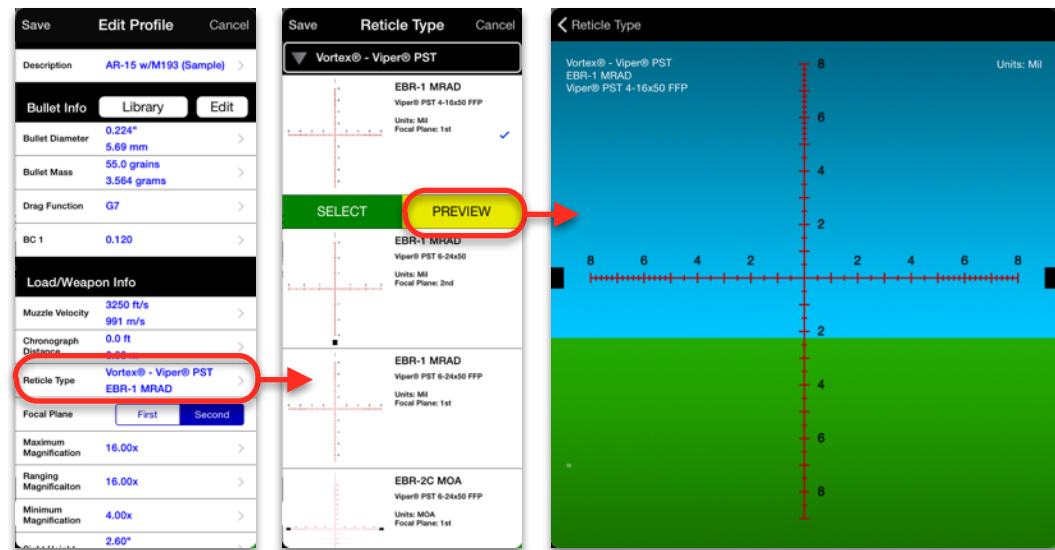 Save Edit Profile Cancel
Description AR-15 w/M193 (Sample)
Bullet Info Library Edit
Bullet Diameter 0.224"
5.69 mm
Bullet Mass 55.0 grains
3.564 grams
Drag Function G7
BC 1 0.120
Load/Weapon Info
Muzzle Velocity 3250 ft/s
991 m/s
Chronograph 0.0 ft
Distance
Reticle Type Vortex® - Viper® PST
EBR-1 MRAD
Focal Plane First Second
Maximum
Magnification 16.00x
Ranging
Magnificaiton 16.00x
Minimum
Magnification 4.00x
2.60"
Save Reticle Type Cancel
Vortex® - Viper® PST
EBR-1 MRAD
Viper® PST 4-16x50 FFP
Units: Mil
Focal Plane: 1st
SELECT PREVIEW
EBR-1 MRAD
Viper® PST 6-24x50
Units: Mil
Focal Plane: 2nd
EBR-1 MRAD
Viper® PST 6-24x50 FFP
Units: Mil
Focal Plane: 1st
EBR-2C MOA
Viper® PST 6-24x50 FFP
Units: MOA
Focal Plane: 1st
Reticle Type
Vortex® - Viper® PST
EBR-1 MRAD
Viper® PST 4-16x50 FFP
Units: Mil
8
6
4
2
8 6 4 2 2 4 6 8
2
4
6
8